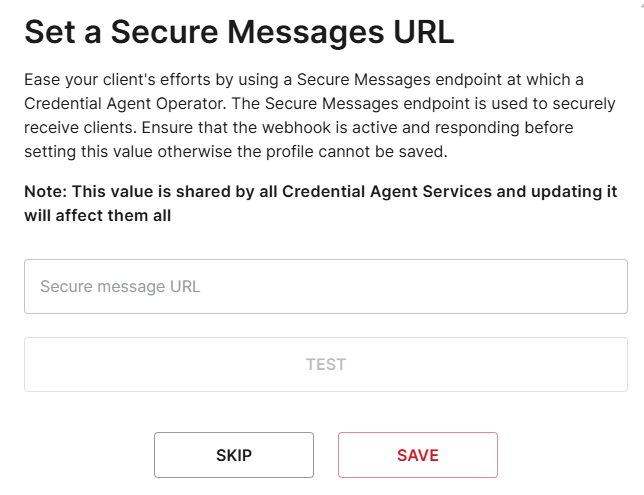 Set a Secure Messages URL
Ease your client's efforts by using a Secure Messages endpoint at which a
Credential Agent Operator. The Secure Messages endpoint is used to securely
receive clients. Ensure that the webhook is active and responding before
setting this value otherwise the profile cannot be saved.
Note: This value is shared by all Credential Agent Services and updating it
will affect them all
Secure message URL
TEST
SKIP
SAVE